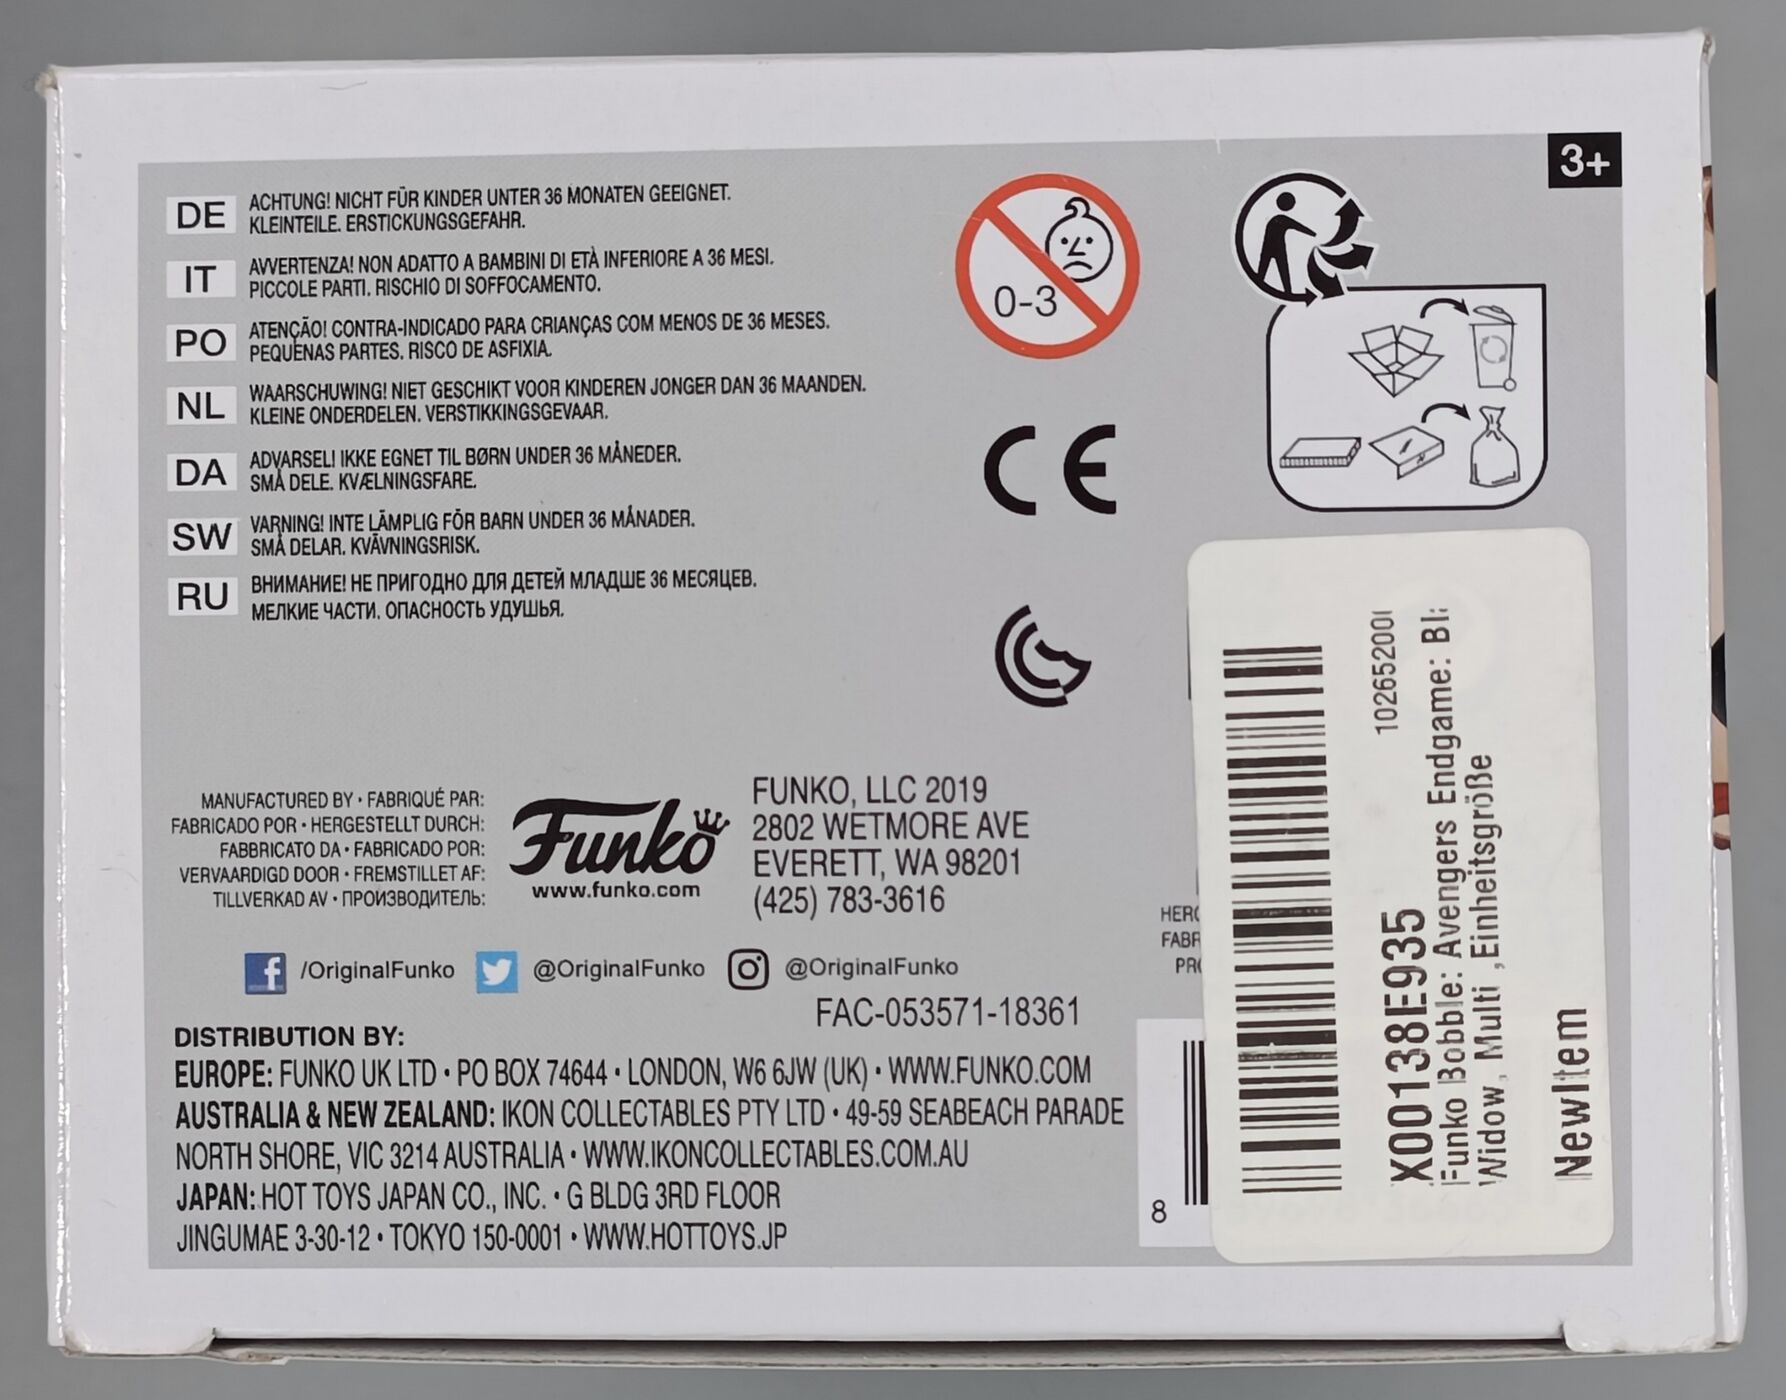 3+
DE
ACHTUNG! NICHT FÜR KINDER UNTER 36 MONATEN GEEIGNET.
KLEINTEILE. ERSTICKUNGSGEFAHR.
IT
AVVERTENZA! NON ADATTO A BAMBINI DI ETÀ INFERIORE A 36 MESI.
PICCOLE PARTI. RISCHIO DI SOFFOCAMENTO.
PO
ATENÇÃO! CONTRA-INDICADO PARA CRIANÇAS COM MENOS DE 36 MESES.
PEQUENAS PARTES. RISCO DE ASFIXIA.
NL
WAARSCHUWING! NIET GESCHIKT VOOR KINDEREN JONGER DAN 36 MAANDEN.
KLEINE ONDERDELEN. VERSTIKKINGSGEVAAR.
DA
ADVARSEL! IKKE EGNET TIL BØRN UNDER 36 MÅNEDER.
SMÅ DELE. KVÆLNINGSFARE.
SW
VARNING! INTE LÄMPLIG FÖR BARN UNDER 36 MÅNADER.
SMÅ DELAR. KVÄVNINGSRISK.
RU
ВНИМАНИЕ! НЕ ПРИГОДНО ДЛЯ ДЕТЕЙ МЛАДШЕ 36 МЕСЯЦЕВ.
МЕЛКИЕ ЧАСТИ. ОПАСНОСТЬ УДУШЬЯ.
0-3
CE
MANUFACTURED BY • FABRIQUÉ PAR:
FABRICADO POR • HERGESTELLT DURCH:
FABBRICATO DA • FABRICADO POR:
VERVAARDIGD DOOR • FREMSTILLET AF:
TILLVERKAD AV • ПРОИЗВОДИТЕЛЬ:
Funko
www.funko.com
FUNKO, LLC 2019
2802 WETMORE AVE
EVERETT, WA 98201
(425) 783-3616
/OriginalFunko
@OriginalFunko
@OriginalFunko
FAC-053571-18361
DISTRIBUTION BY:
EUROPE: FUNKO UK LTD • PO BOX 74644 • LONDON, W6 6JW (UK) • WWW.FUNKO.COM
AUSTRALIA & NEW ZEALAND: IKON COLLECTABLES PTY LTD • 49-59 SEABEACH PARADE
NORTH SHORE, VIC 3214 AUSTRALIA • WWW.IKONCOLLECTABLES.COM.AU
JAPAN: HOT TOYS JAPAN CO., INC. • G BLDG 3RD FLOOR
JINGUMAE 3-30-12 • TOKYO 150-0001 • WWW.HOTTOYS.JP
8
X00138E935
Funko Bobble: Avengers Endgame:
Widow, Multi ,Einheitsgröße
NewItem